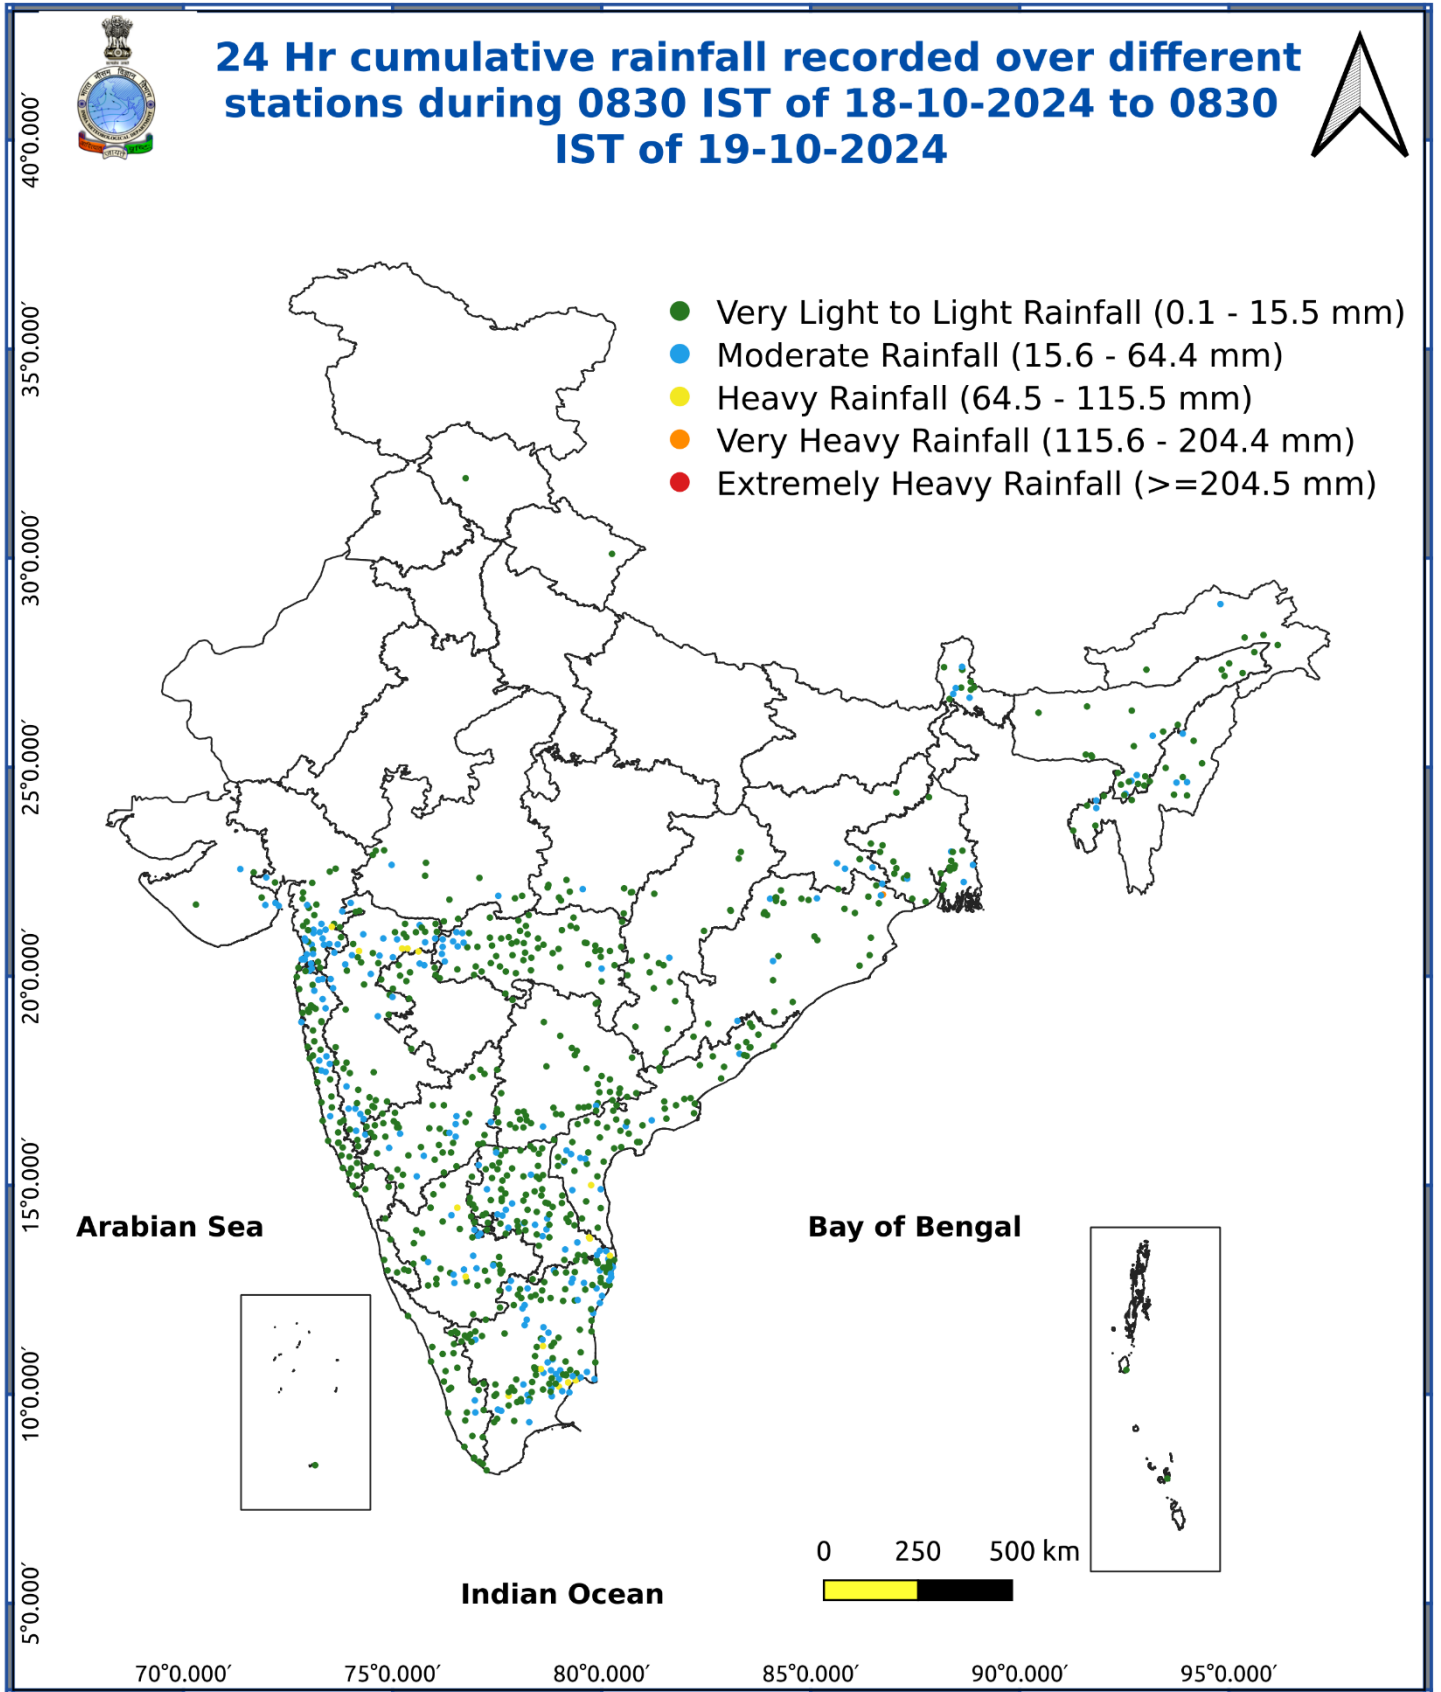 24 Hr cumulative rainfall recorded over different
stations during 0830 IST of 18-10-2024 to 0830
IST of 19-10-2024
Very Light to Light Rainfall (0.1 - 15.5 mm)
Moderate Rainfall (15.6 - 64.4 mm)
Heavy Rainfall (64.5 - 115.5 mm)
Very Heavy Rainfall (115.6 - 204.4 mm)
Extremely Heavy Rainfall (>=204.5 mm)
40°0.000′
35°0.000′
30°0.000′
25°0.000′
20°0.000′
15°0.000′
10°0.000′
5°0.000′
Arabian Sea
Bay of Bengal
Indian Ocean
0 250 500 km
70°0.000′ 75°0.000′ 80°0.000′ 85°0.000′ 90°0.000′ 95°0.000′